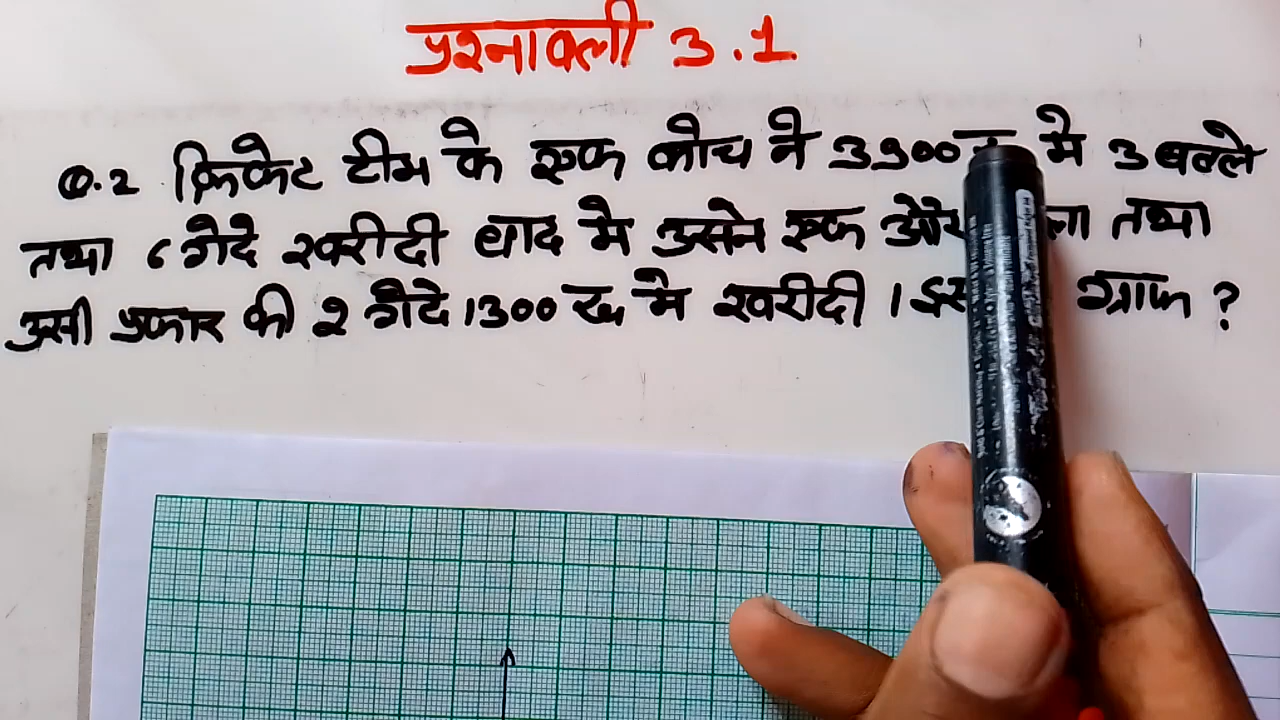 प्रश्नावली 3.1
Q.2 क्रिकेट टीम के एक कोच ने 3900 में 3 बल्ले
तथा 6 गेंदे खरीदी बाद में उसने एक और तथा
उसी प्रकार की 2 गेंदे 1300 रु में खरीदी । ग्राफ ?